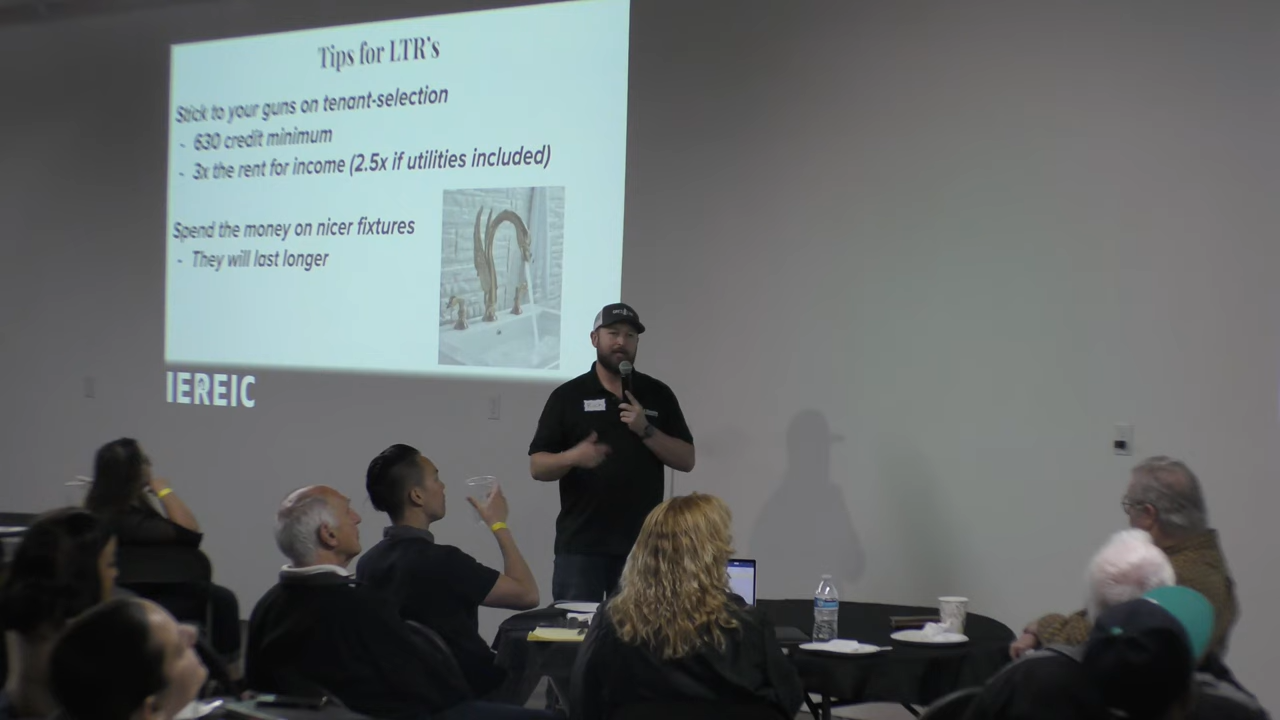 Tips for LTR's
Stick to your guns on tenant-selection
- 630 credit minimum
- 3x the rent for income (2.5x if utilities included)
Spend the money on nicer fixtures
- They will last longer
IEREIC